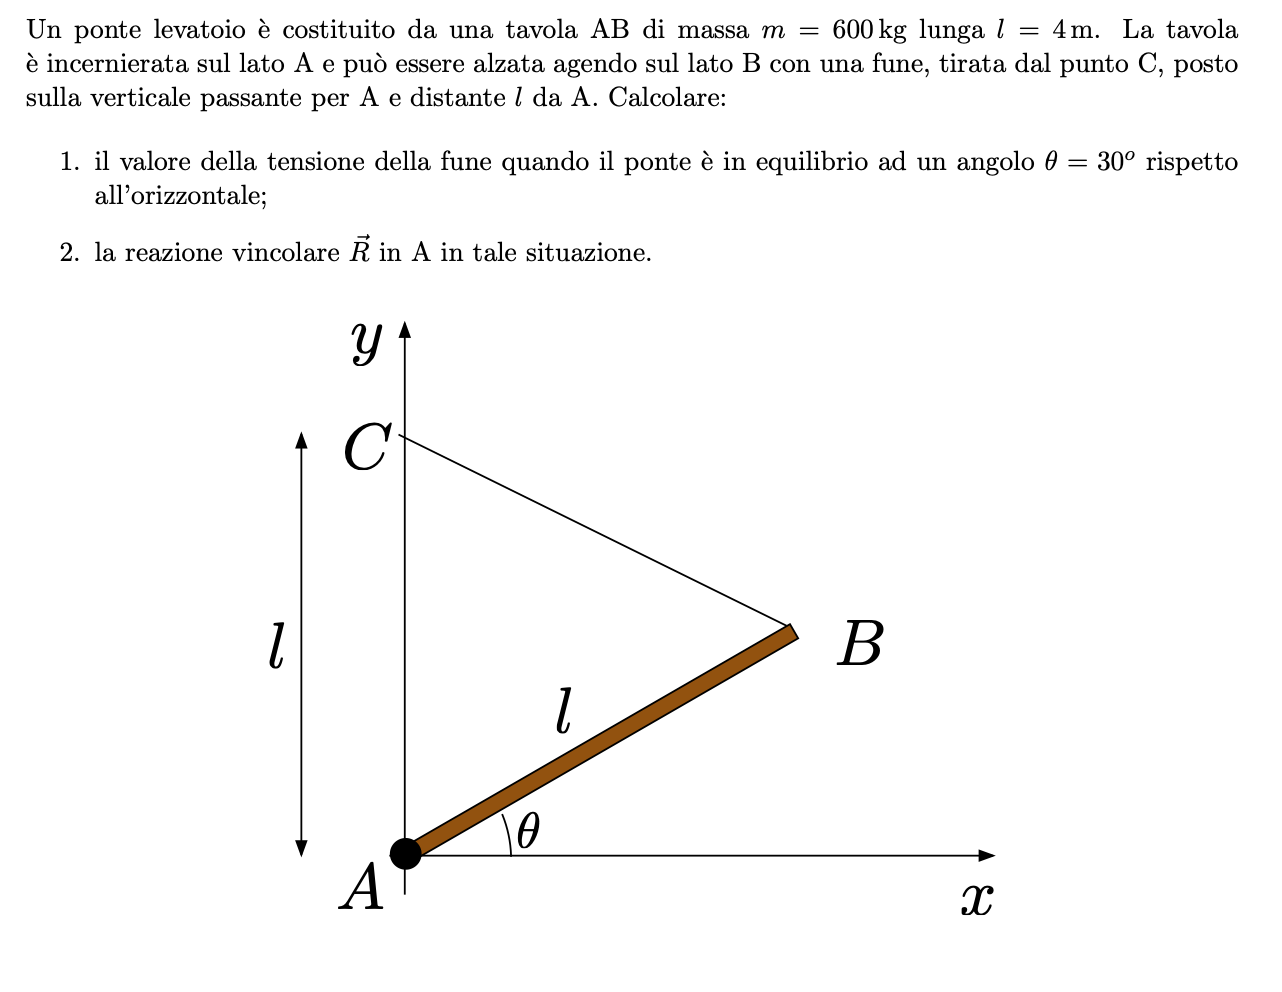 Un ponte levatoio è costituito da una tavola AB di massa m = 600 kg lunga l = 4 m. La tavola
è incernierata sul lato A e può essere alzata agendo sul lato B con una fune, tirata dal punto C, posto
sulla verticale passante per A e distante l da A. Calcolare:
1. il valore della tensione della fune quando il ponte è in equilibrio ad un angolo θ = 30° rispetto
all'orizzontale;
2. la reazione vincolare R⃗ in A in tale situazione.
y
C
l
B
l
θ
A
x